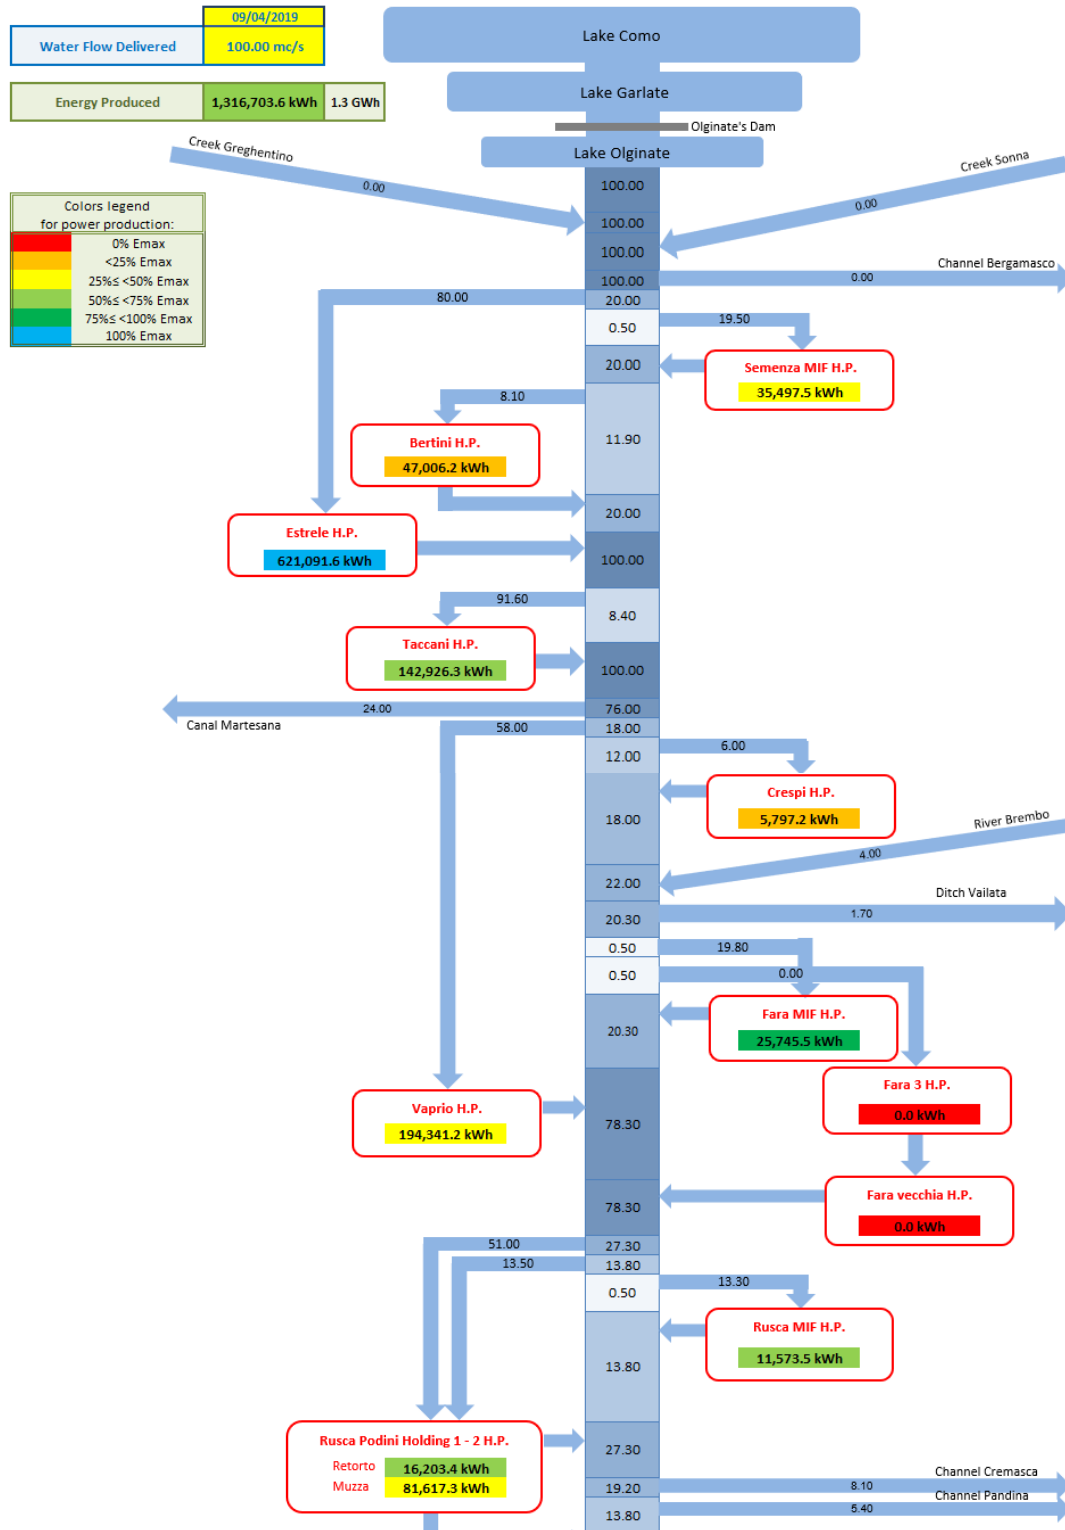 09/04/2019
Water Flow Delivered 100.00 mc/s
Energy Produced 1,316,703.6 kWh 1.3 GWh
Lake Como
Lake Garlate
Olginate's Dam
Lake Olginate
Creek Greghentino
0.00
Creek Sonna
0.00
100.00
100.00
100.00
Colors legend
for power production:
0% Emax
<25% Emax
25%≤ <50% Emax
50%≤ <75% Emax
75%≤ <100% Emax
100% Emax
Channel Bergamasco
100.00
0.00
80.00
20.00
0.50
19.50
20.00
Semenza MIF H.P.
35,497.5 kWh
8.10
11.90
Bertini H.P.
47,006.2 kWh
20.00
Estrele H.P.
621,091.6 kWh
100.00
91.60
8.40
Taccani H.P.
142,926.3 kWh
100.00
24.00
76.00
Canal Martesana
58.00
18.00
12.00
6.00
Crespi H.P.
5,797.2 kWh
18.00
River Brembo
4.00
22.00
Ditch Vailata
20.30
1.70
0.50
19.80
0.50
0.00
Fara MIF H.P.
25,745.5 kWh
20.30
Fara 3 H.P.
0.0 kWh
Vaprio H.P.
194,341.2 kWh
78.30
Fara vecchia H.P.
0.0 kWh
78.30
51.00
27.30
13.50
13.80
0.50
13.30
Rusca MIF H.P.
11,573.5 kWh
13.80
Rusca Podini Holding 1 - 2 H.P.
Retorto 16,203.4 kWh
Muzza 81,617.3 kWh
27.30
Channel Cremasca
19.20
8.10
Channel Pandina
13.80
5.40